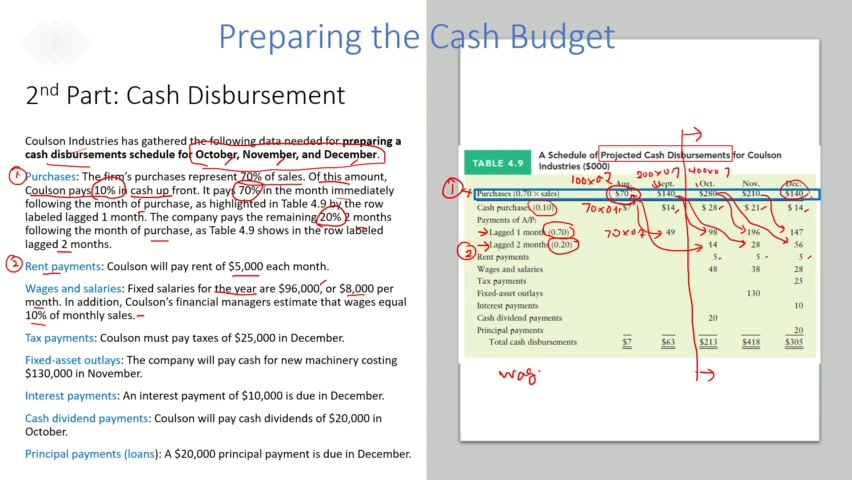 Preparing the Cash Budget
2nd Part: Cash Disbursement
Coulson Industries has gathered the following data needed for preparing a
cash disbursements schedule for October, November, and December.
1
Purchases: The firm's purchases represent 70% of sales. Of this amount,
Coulson pays 10% in cash up front. It pays 70% in the month immediately
following the month of purchase, as highlighted in Table 4.9 by the row
labeled lagged 1 month. The company pays the remaining 20% 2 months
following the month of purchase, as Table 4.9 shows in the row labeled
lagged 2 months.
2
Rent payments: Coulson will pay rent of $5,000 each month.
Wages and salaries: Fixed salaries for the year are $96,000, or $8,000 per
month. In addition, Coulson's financial managers estimate that wages equal
10% of monthly sales.
Tax payments: Coulson must pay taxes of $25,000 in December.
Fixed-asset outlays: The company will pay cash for new machinery costing
$130,000 in November.
Interest payments: An interest payment of $10,000 is due in December.
Cash dividend payments: Coulson will pay cash dividends of $20,000 in
October.
Principal payments (loans): A $20,000 principal payment is due in December.
TABLE 4.9 A Schedule of Projected Cash Disbursements for Coulson
Industries ($000)
100×0.7 200×0.7 400×0.7
Aug. Sept. Oct. Nov. Dec.
1 Purchases (0.70 × sales) $70 $140 $280 $210 $140
Cash purchases (0.10) 70×0.1 $7 $14 $28 $21 $14
Payments of A/P:
Lagged 1 month (0.70) 70×0.7 49 98 196 147
Lagged 2 months (0.20) 14 28 56
2 Rent payments 5 5 5
Wages and salaries 48 38 28
Tax payments 25
Fixed-asset outlays 130
Interest payments 10
Cash dividend payments 20
Principal payments 20
Total cash disbursements $7 $63 $213 $418 $305
wag